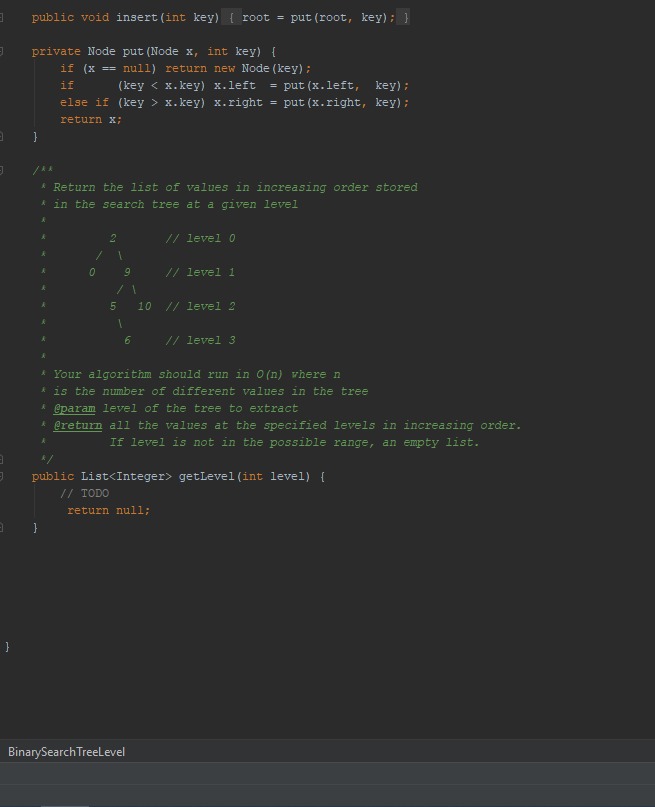 public void insert(int key) { root = put(root, key); }
private Node put(Node x, int key) {
if (x == null) return new Node(key);
if      (key < x.key) x.left  = put(x.left,  key);
else if (key > x.key) x.right = put(x.right, key);
return x;
}
/**
* Return the list of values in increasing order stored
* in the search tree at a given level
*
*         2       // level 0
*       /  \
*      0    9     // level 1
*          / \
*         5   10  // level 2
*          \
*           6     // level 3
*
* Your algorithm should run in O(n) where n
* is the number of different values in the tree
* @param level of the tree to extract
* @return all the values at the specified levels in increasing order.
*         If level is not in the possible range, an empty list.
*/
public List<Integer> getLevel(int level) {
// TODO
return null;
}
}
BinarySearchTreeLevel